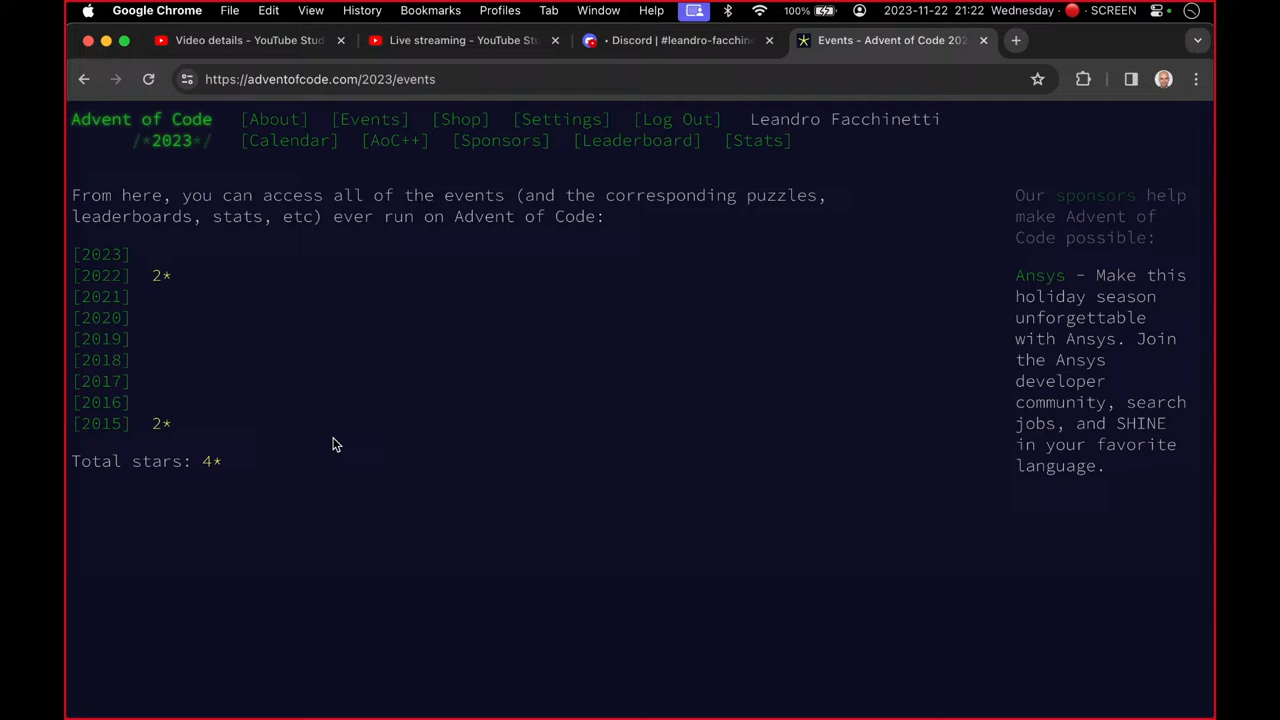 Google Chrome File Edit View History Bookmarks Profiles Tab Window Help 100% 2023-11-22 21:22 Wednesday SCREEN
Video details - YouTube Stud Live streaming - YouTube St Discord | #leandro-facchine Events - Advent of Code 202
https://adventofcode.com/2023/events
Advent of Code [About] [Events] [Shop] [Settings] [Log Out] Leandro Facchinetti
/*2023*/ [Calendar] [AoC++] [Sponsors] [Leaderboard] [Stats]
From here, you can access all of the events (and the corresponding puzzles,
leaderboards, stats, etc) ever run on Advent of Code:
[2023]
[2022] 2*
[2021]
[2020]
[2019]
[2018]
[2017]
[2016]
[2015] 2*
Total stars: 4*
Our sponsors help
make Advent of
Code possible:
Ansys - Make this
holiday season
unforgettable
with Ansys. Join
the Ansys
developer
community, search
jobs, and SHINE
in your favorite
language.